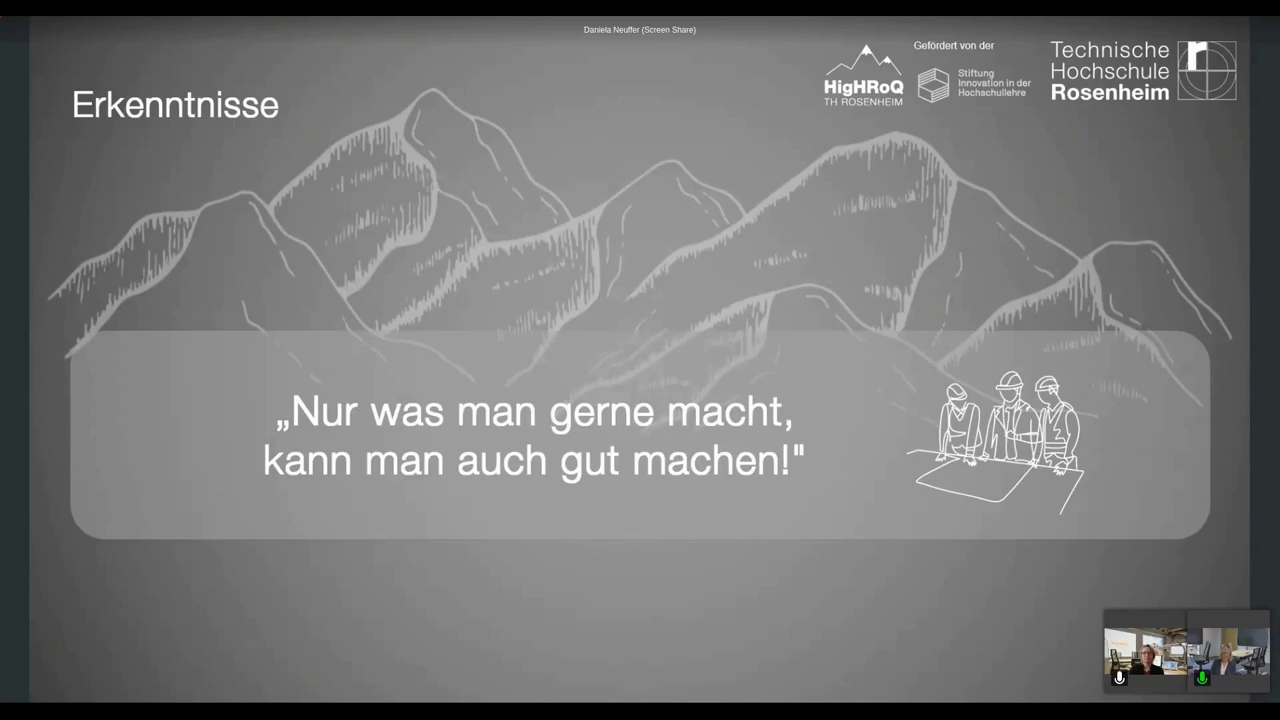 Daniela Neuffer (Screen Share)
Gefördert von der
HigHRoQ
TH ROSENHEIM
Stiftung
Innovation in der
Hochschullehre
Technische
Hochschule
Rosenheim
Erkenntnisse
„Nur was man gerne macht,
kann man auch gut machen!"